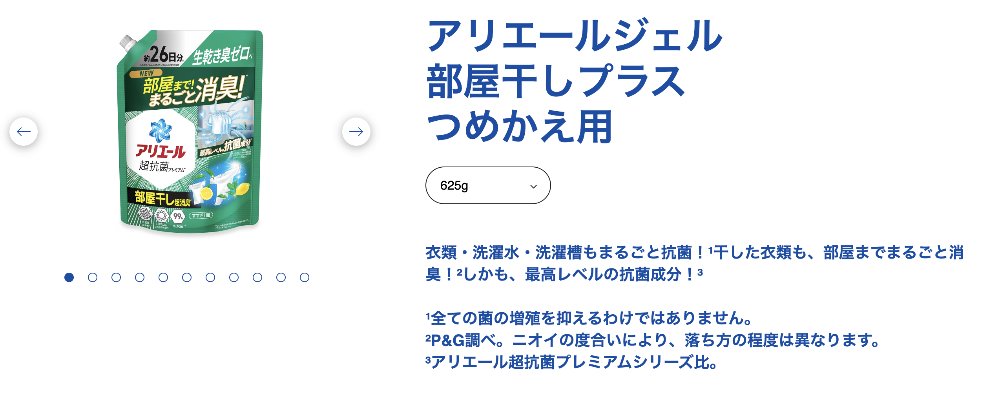 約26日分※
生乾き臭ゼロへ
NEW
部屋まで!
まるごと消臭!
最高レベルの抗菌成分
アリエール
超抗菌プレミアム
部屋干し超消臭
99%
すすぎ1回
99%抗菌
アリエールジェル
部屋干しプラス
つめかえ用
625g
衣類・洗濯水・洗濯槽もまるごと抗菌！¹干した衣類も、部屋までまるごと消
臭！²しかも、最高レベルの抗菌成分！³
¹全ての菌の増殖を抑えるわけではありません。
²P&G調べ。ニオイの度合いにより、落ち方の程度は異なります。
³アリエール超抗菌プレミアムシリーズ比。